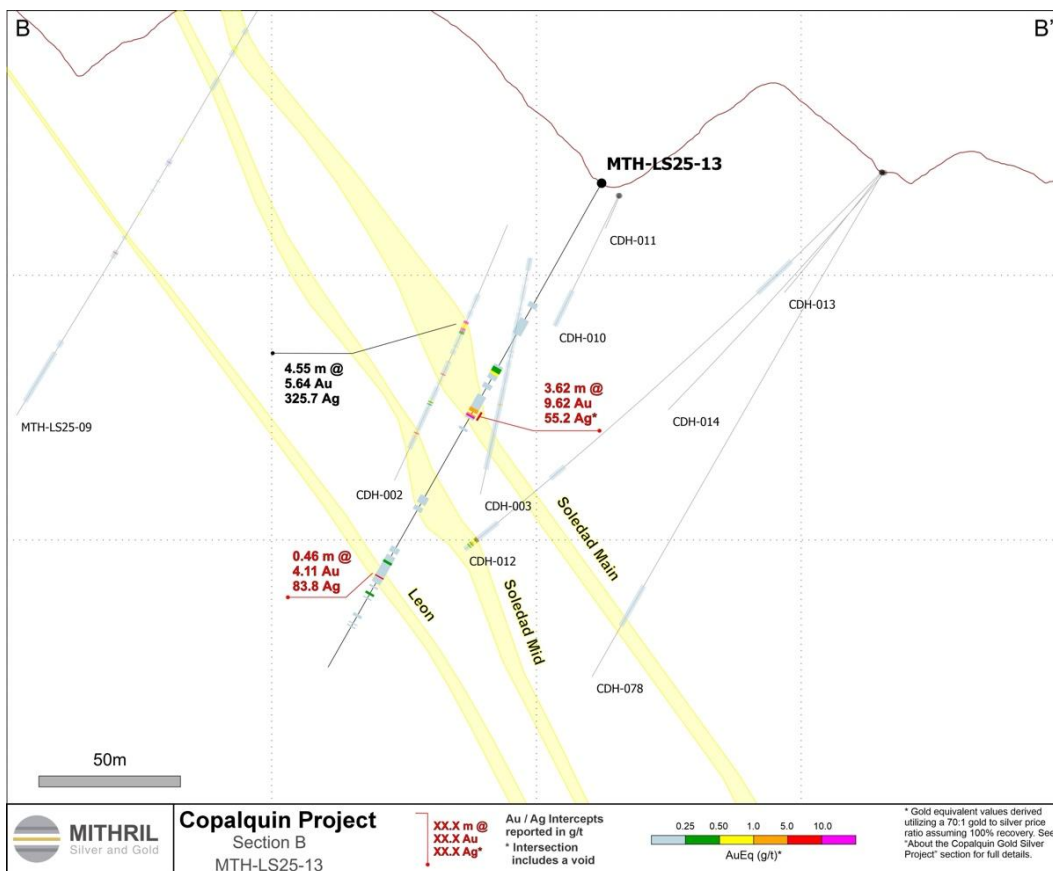 B
B'
MTH-LS25-13
CDH-011
CDH-013
CDH-010
4.55 m @
5.64 Au
325.7 Ag
3.62 m @
9.62 Au
55.2 Ag*
MTH-LS25-09
CDH-014
CDH-002
CDH-003
Soledad Main
CDH-012
0.46 m @
4.11 Au
83.8 Ag
Leon
Soledad Mid
CDH-078
50m
MITHRIL
Silver and Gold
Copalquin Project
Section B
MTH-LS25-13
XX.X m @
XX.X Au
XX.X Ag*
Au / Ag Intercepts
reported in g/t
* Intersection
includes a void
0.25 0.50 1.0 5.0 10.0
AuEq (g/t)*
* Gold equivalent values derived
utilizing a 70:1 gold to silver price
ratio assuming 100% recovery. See
"About the Copalquin Gold Silver
Project" section for full details.